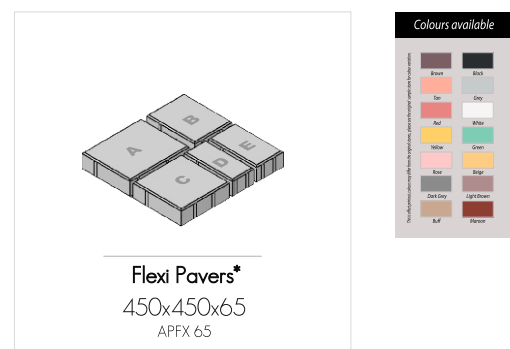 B
A
E
D
C
Flexi Pavers*
450x450x65
APFX 65
Colours available
Brown Black
Tan Grey
Red White
Yellow Green
Rose Beige
Dark Grey Light Brown
Buff Maroon